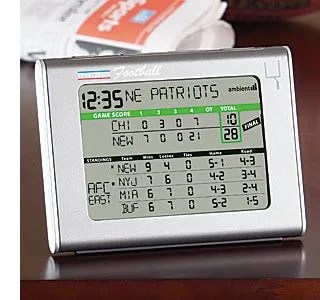 Sports
Football
12:35 NE PATRIOTS ambient
GAME SCORE 1 2 3 4 OT TOTAL
CHI 0 3 0 7 10
NEW 7 0 0 21 28 FINAL
STANDINGS Team Wins Losses Ties Home Road
AFC EAST
*NEW 9 4 0 5-1 4-3
*NYJ 7 6 0 4-2 3-4
MIA 6 7 0 4-3 2-4
BUF 6 7 0 5-2 1-5